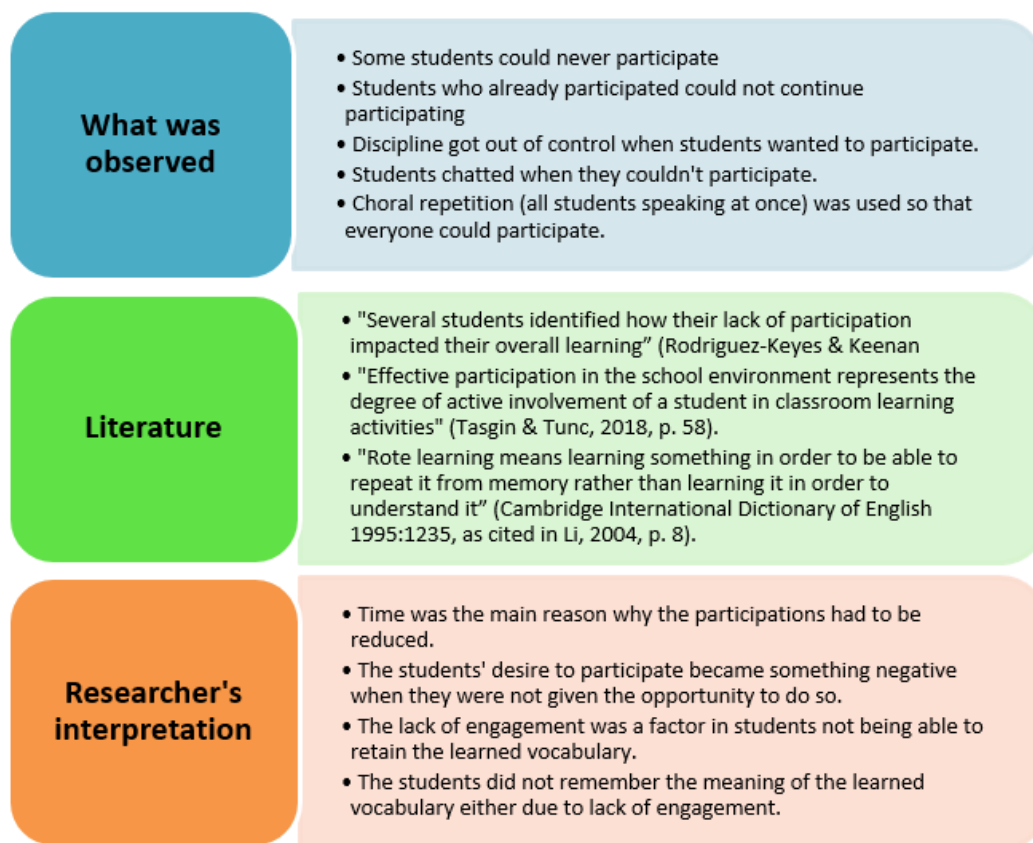 What was
observed
• Some students could never participate
• Students who already participated could not continue
participating
• Discipline got out of control when students wanted to participate.
• Students chatted when they couldn't participate.
• Choral repetition (all students speaking at once) was used so that
everyone could participate.
Literature
• "Several students identified how their lack of participation
impacted their overall learning” (Rodriguez-Keyes & Keenan
• "Effective participation in the school environment represents the
degree of active involvement of a student in classroom learning
activities" (Tasgin & Tunc, 2018, p. 58).
• "Rote learning means learning something in order to be able to
repeat it from memory rather than learning it in order to
understand it” (Cambridge International Dictionary of English
1995:1235, as cited in Li, 2004, p. 8).
Researcher's
interpretation
• Time was the main reason why the participations had to be
reduced.
• The students' desire to participate became something negative
when they were not given the opportunity to do so.
• The lack of engagement was a factor in students not being able to
retain the learned vocabulary.
• The students did not remember the meaning of the learned
vocabulary either due to lack of engagement.